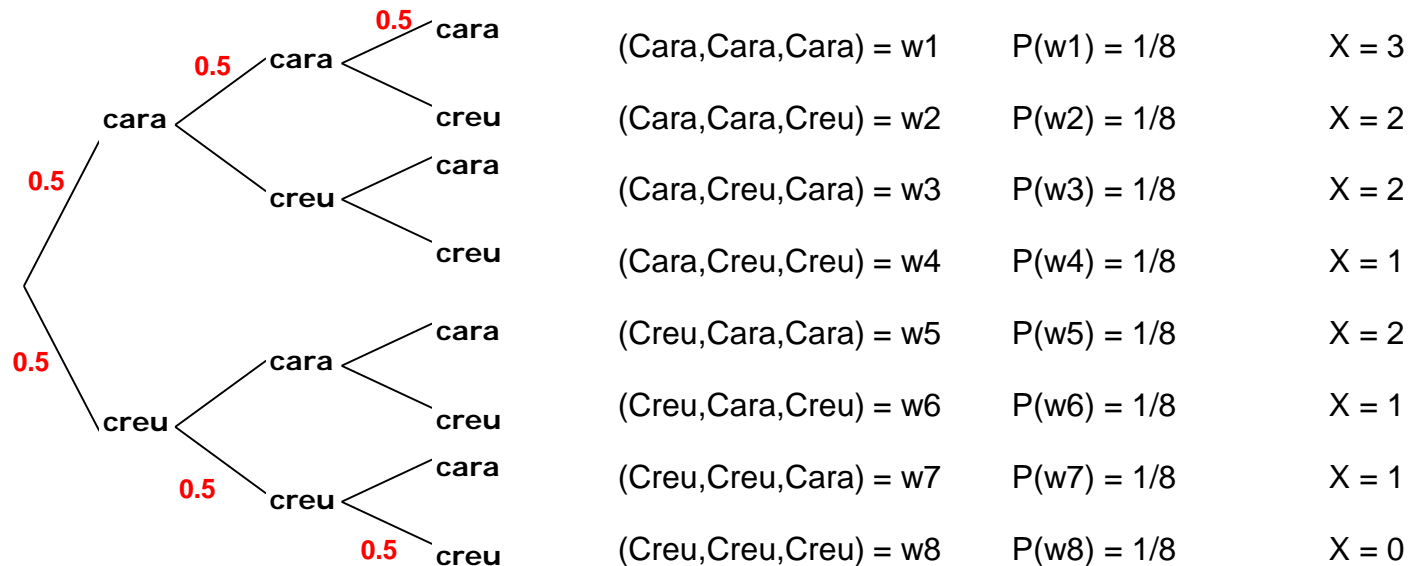 0.5 cara (Cara,Cara,Cara) = w1 P(w1) = 1/8 X = 3
0.5 cara
cara creu (Cara,Cara,Creu) = w2 P(w2) = 1/8 X = 2
cara
0.5 creu (Cara,Creu,Cara) = w3 P(w3) = 1/8 X = 2
creu (Cara,Creu,Creu) = w4 P(w4) = 1/8 X = 1
cara (Creu,Cara,Cara) = w5 P(w5) = 1/8 X = 2
0.5 cara
creu creu (Creu,Cara,Creu) = w6 P(w6) = 1/8 X = 1
cara (Creu,Creu,Cara) = w7 P(w7) = 1/8 X = 1
0.5 creu
0.5 creu (Creu,Creu,Creu) = w8 P(w8) = 1/8 X = 0